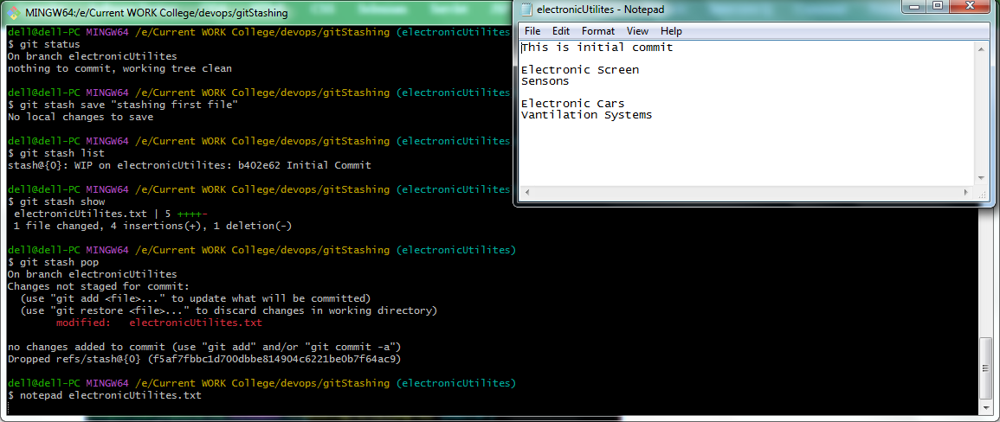 MINGW64:/e/Current WORK College/devops/gitStashing
dell@dell-PC MINGW64 /e/Current WORK College/devops/gitStashing (electronicUtilites
$ git status
On branch electronicUtilites
nothing to commit, working tree clean
dell@dell-PC MINGW64 /e/Current WORK College/devops/gitStashing (electronicUtilites
$ git stash save "stashing first file"
No local changes to save
dell@dell-PC MINGW64 /e/Current WORK College/devops/gitStashing (electronicUtilites
$ git stash list
stash@{0}: WIP on electronicUtilites: b402e62 Initial Commit
dell@dell-PC MINGW64 /e/Current WORK College/devops/gitStashing (electronicUtilites
$ git stash show
electronicUtilites.txt | 5 ++++-
1 file changed, 4 insertions(+), 1 deletion(-)
dell@dell-PC MINGW64 /e/Current WORK College/devops/gitStashing (electronicUtilites)
$ git stash pop
On branch electronicUtilites
Changes not staged for commit:
(use "git add <file>..." to update what will be committed)
(use "git restore <file>..." to discard changes in working directory)
modified: electronicUtilites.txt
no changes added to commit (use "git add" and/or "git commit -a")
Dropped refs/stash@{0} (f5af7fbbc1d700dbbe814904c6221be0b7f64ac9)
dell@dell-PC MINGW64 /e/Current WORK College/devops/gitStashing (electronicUtilites)
$ notepad electronicUtilites.txt
electronicUtilites - Notepad
File Edit Format View Help
This is initial commit
Electronic Screen
Sensons
Electronic Cars
Vantilation Systems